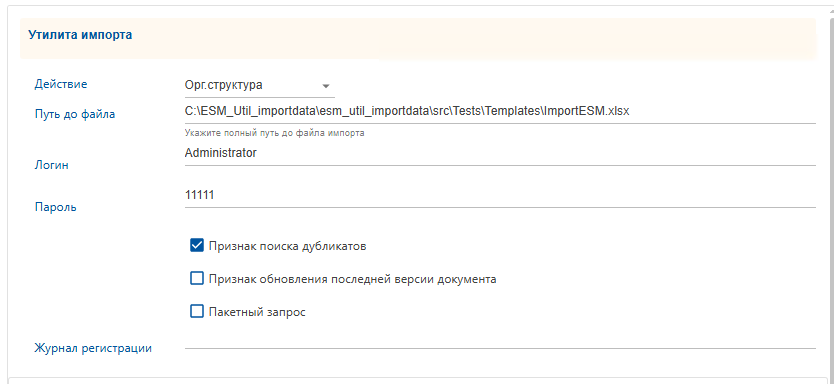 Утилита импорта
Действие Орг.структура
Путь до файла C:\ESM_Util_importdata\esm_util_importdata\src\Tests\Templates\ImportESM.xlsx
Укажите полный путь до файла импорта
Логин Administrator
Пароль 11111
Признак поиска дубликатов
Признак обновления последней версии документа
Пакетный запрос
Журнал регистрации